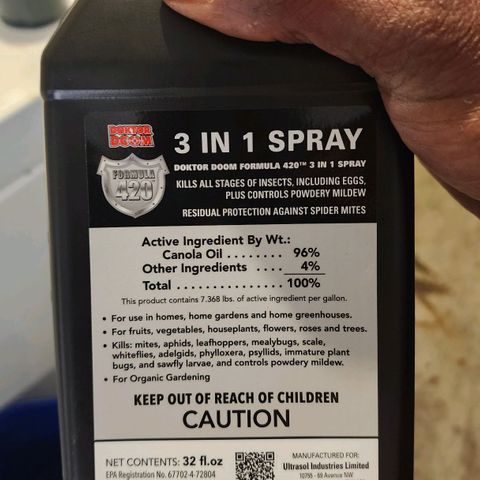 DOKTOR
DOOM
FORMULA
420
3 IN 1 SPRAY
DOKTOR DOOM FORMULA 420™ 3 IN 1 SPRAY
KILLS ALL STAGES OF INSECTS, INCLUDING EGGS,
PLUS CONTROLS POWDERY MILDEW
RESIDUAL PROTECTION AGAINST SPIDER MITES
Active Ingredient By Wt.:
Canola Oil ........ 96%
Other Ingredients .... 4%
Total ............... 100%
This product contains 7.368 lbs. of active ingredient per gallon.
• For use in homes, home gardens and home greenhouses.
• For fruits, vegetables, houseplants, flowers, roses and trees.
• Kills: mites, aphids, leafhoppers, mealybugs, scale,
whiteflies, adelgids, phylloxera, psyllids, immature plant
bugs, and sawfly larvae, and controls powdery mildew.
• For Organic Gardening
KEEP OUT OF REACH OF CHILDREN
CAUTION
NET CONTENTS: 32 fl.oz
EPA Registration No. 67702-4-72804
MANUFACTURED FOR:
Ultrasol Industries Limited
10755 - 69 Avenue NW